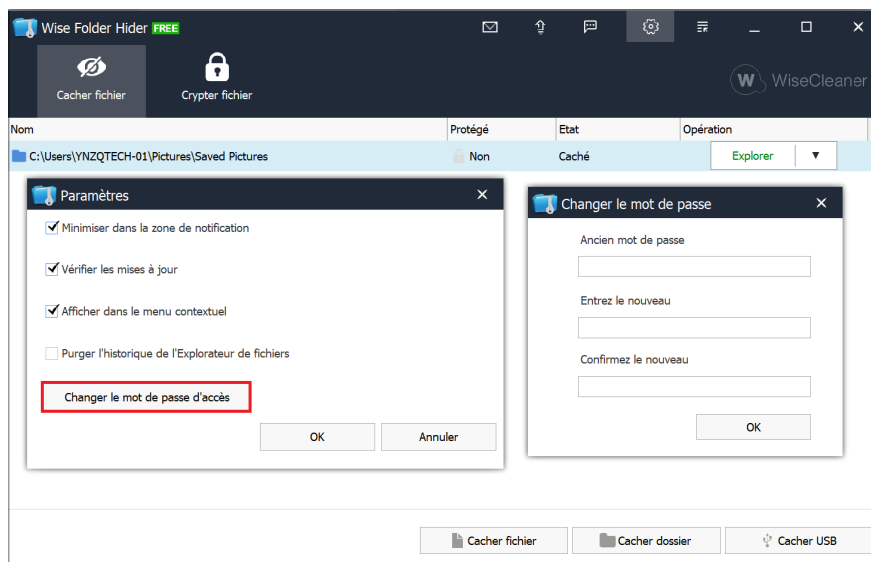 Wise Folder Hider FREE
Cacher fichier
Crypter fichier
W WiseCleaner
Nom Protégé Etat Opération
C:\Users\YNZQTECH-01\Pictures\Saved Pictures Non Caché Explorer
Paramètres
Minimiser dans la zone de notification
Vérifier les mises à jour
Afficher dans le menu contextuel
Purger l'historique de l'Explorateur de fichiers
Changer le mot de passe d'accès
OK Annuler
Changer le mot de passe
Ancien mot de passe
Entrez le nouveau
Confirmez le nouveau
OK
Cacher fichier Cacher dossier Cacher USB